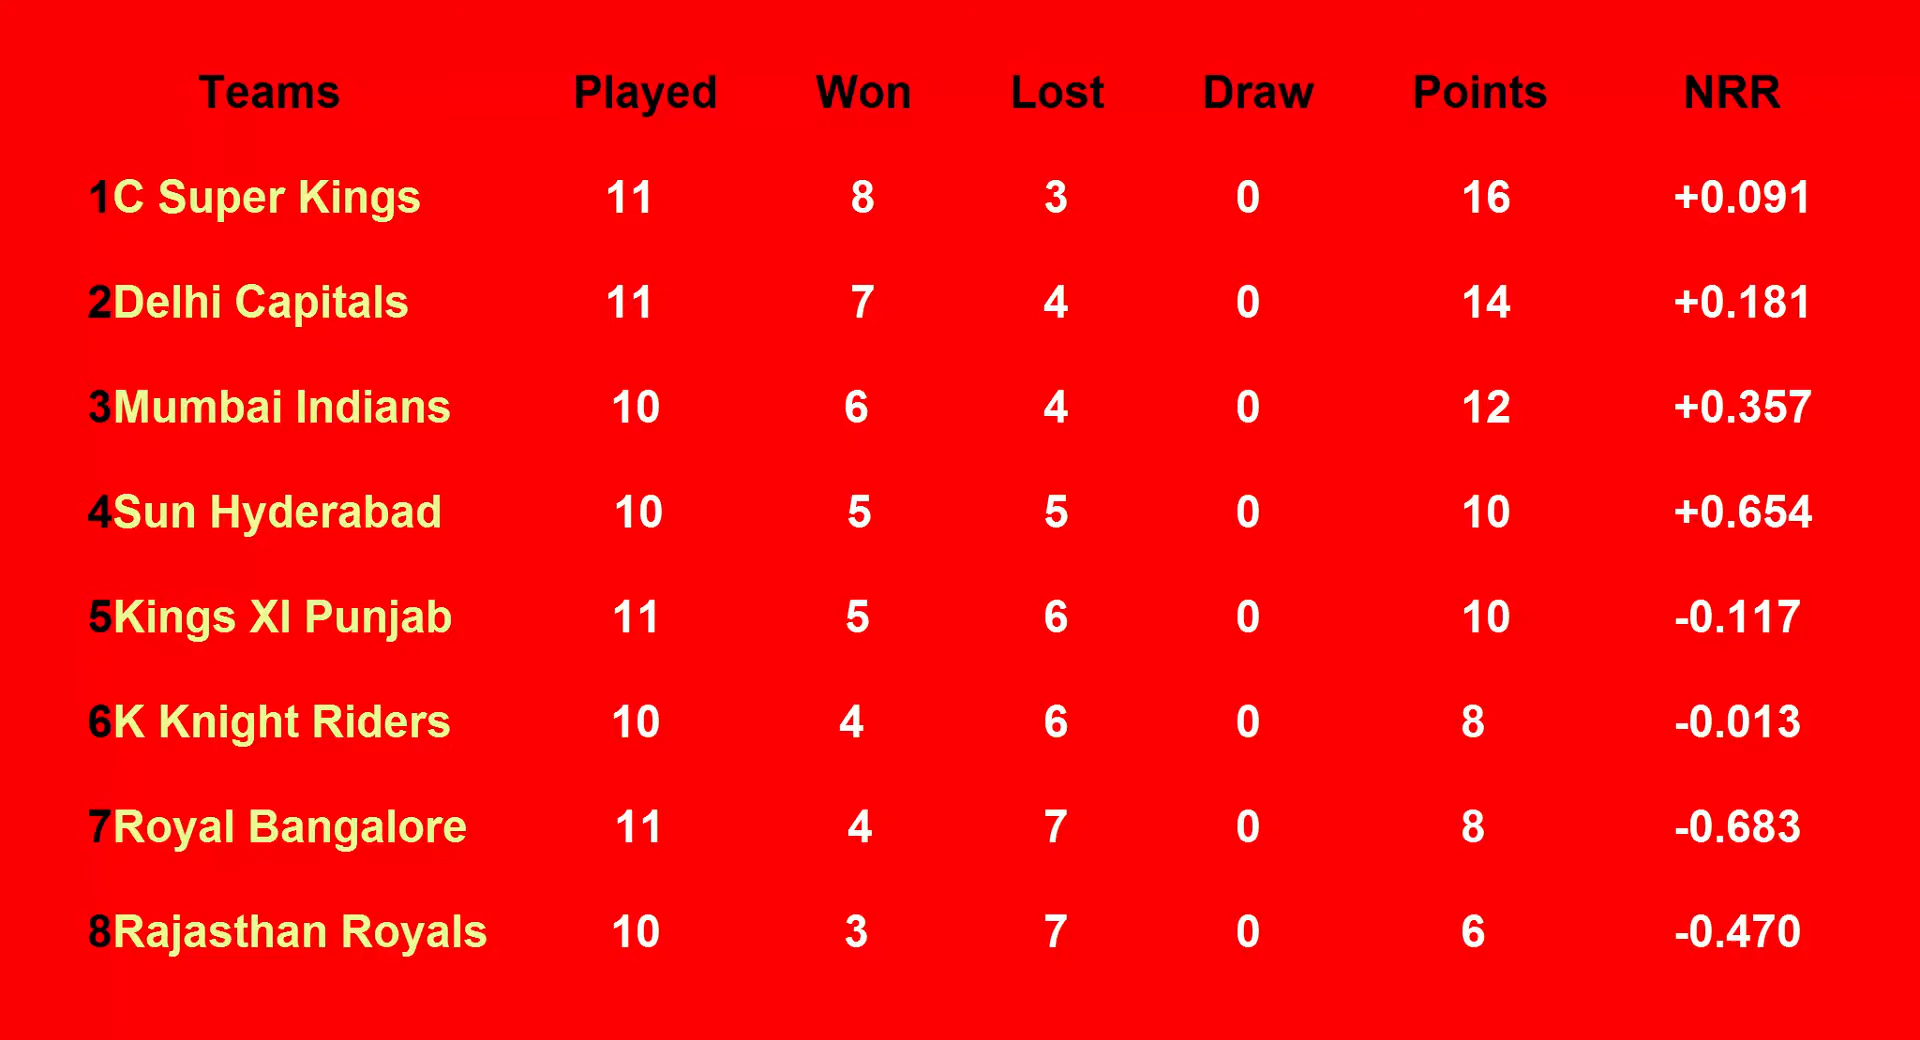 Teams Played Won Lost Draw Points NRR
1C Super Kings 11 8 3 0 16 +0.091
2Delhi Capitals 11 7 4 0 14 +0.181
3Mumbai Indians 10 6 4 0 12 +0.357
4Sun Hyderabad 10 5 5 0 10 +0.654
5Kings XI Punjab 11 5 6 0 10 -0.117
6K Knight Riders 10 4 6 0 8 -0.013
7Royal Bangalore 11 4 7 0 8 -0.683
8Rajasthan Royals 10 3 7 0 6 -0.470